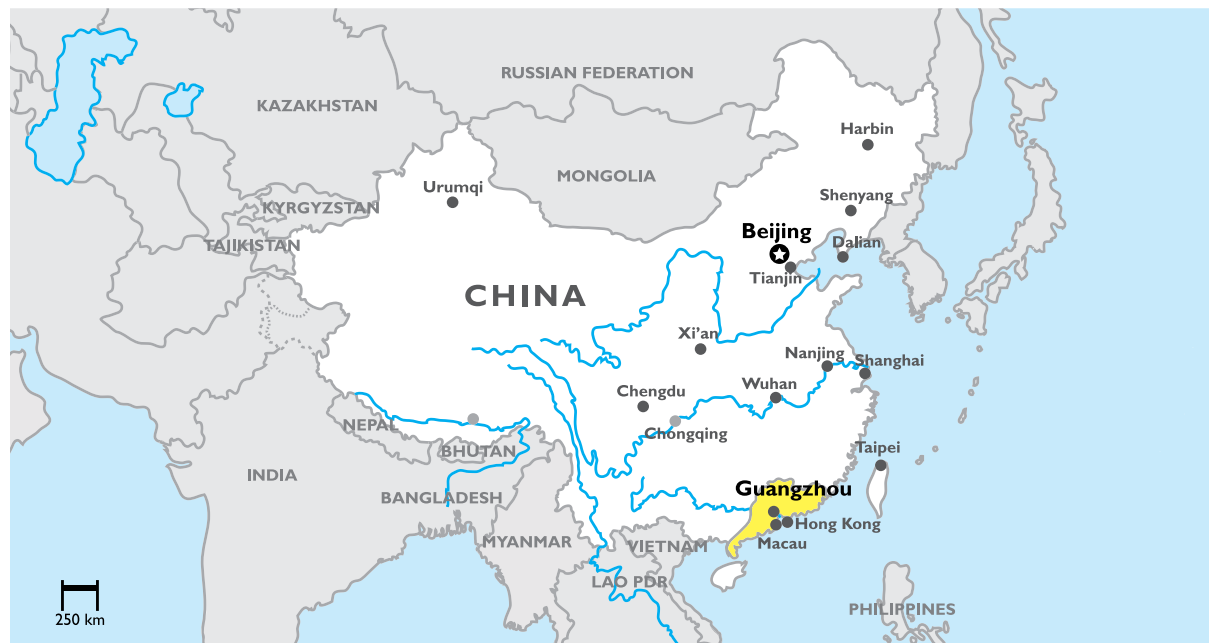 RUSSIAN FEDERATION
KAZAKHSTAN
Harbin
MONGOLIA
Urumqi
Shenyang
KYRGYZSTAN
Beijing
Dalian
TAJIKISTAN
Tianjin
CHINA
Xi'an
Nanjing
Shanghai
Wuhan
Chengdu
NEPAL
Chongqing
BHUTAN
Taipei
INDIA
Guangzhou
BANGLADESH
Hong Kong
MYANMAR
VIETNAM
Macau
LAO PDR
PHILIPPINES
250 km